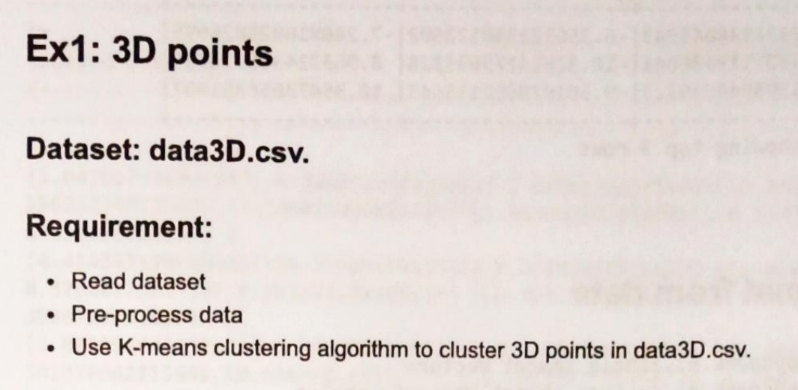 Ex1: 3D points
Dataset: data3D.csv.
Requirement:
• Read dataset
• Pre-process data
• Use K-means clustering algorithm to cluster 3D points in data3D.csv.